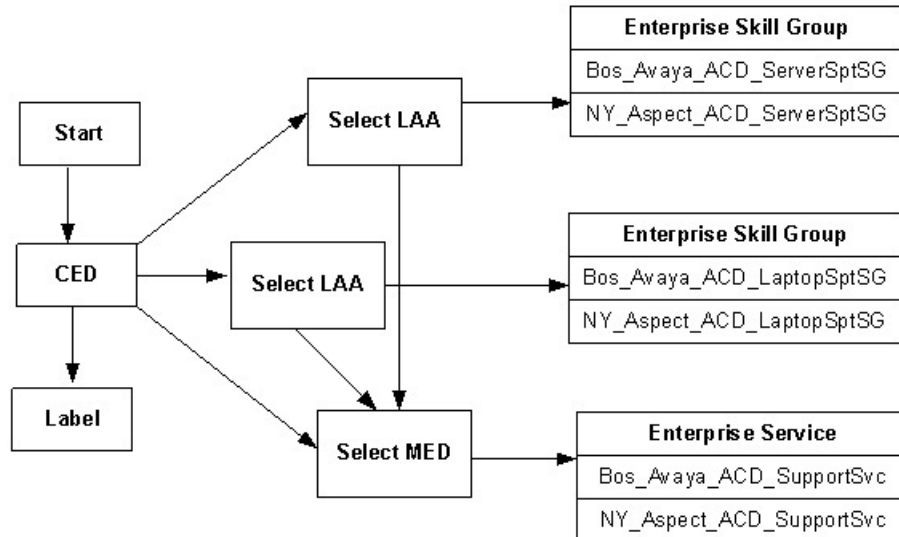 Start
CED
Label
Select LAA
Select LAA
Select MED
Enterprise Skill Group
Bos_Avaya_ACD_ServerSptSG
NY_Aspect_ACD_ServerSptSG
Enterprise Skill Group
Bos_Avaya_ACD_LaptopSptSG
NY_Aspect_ACD_LaptopSptSG
Enterprise Service
Bos_Avaya_ACD_SupportSvc
NY_Aspect_ACD_SupportSvc